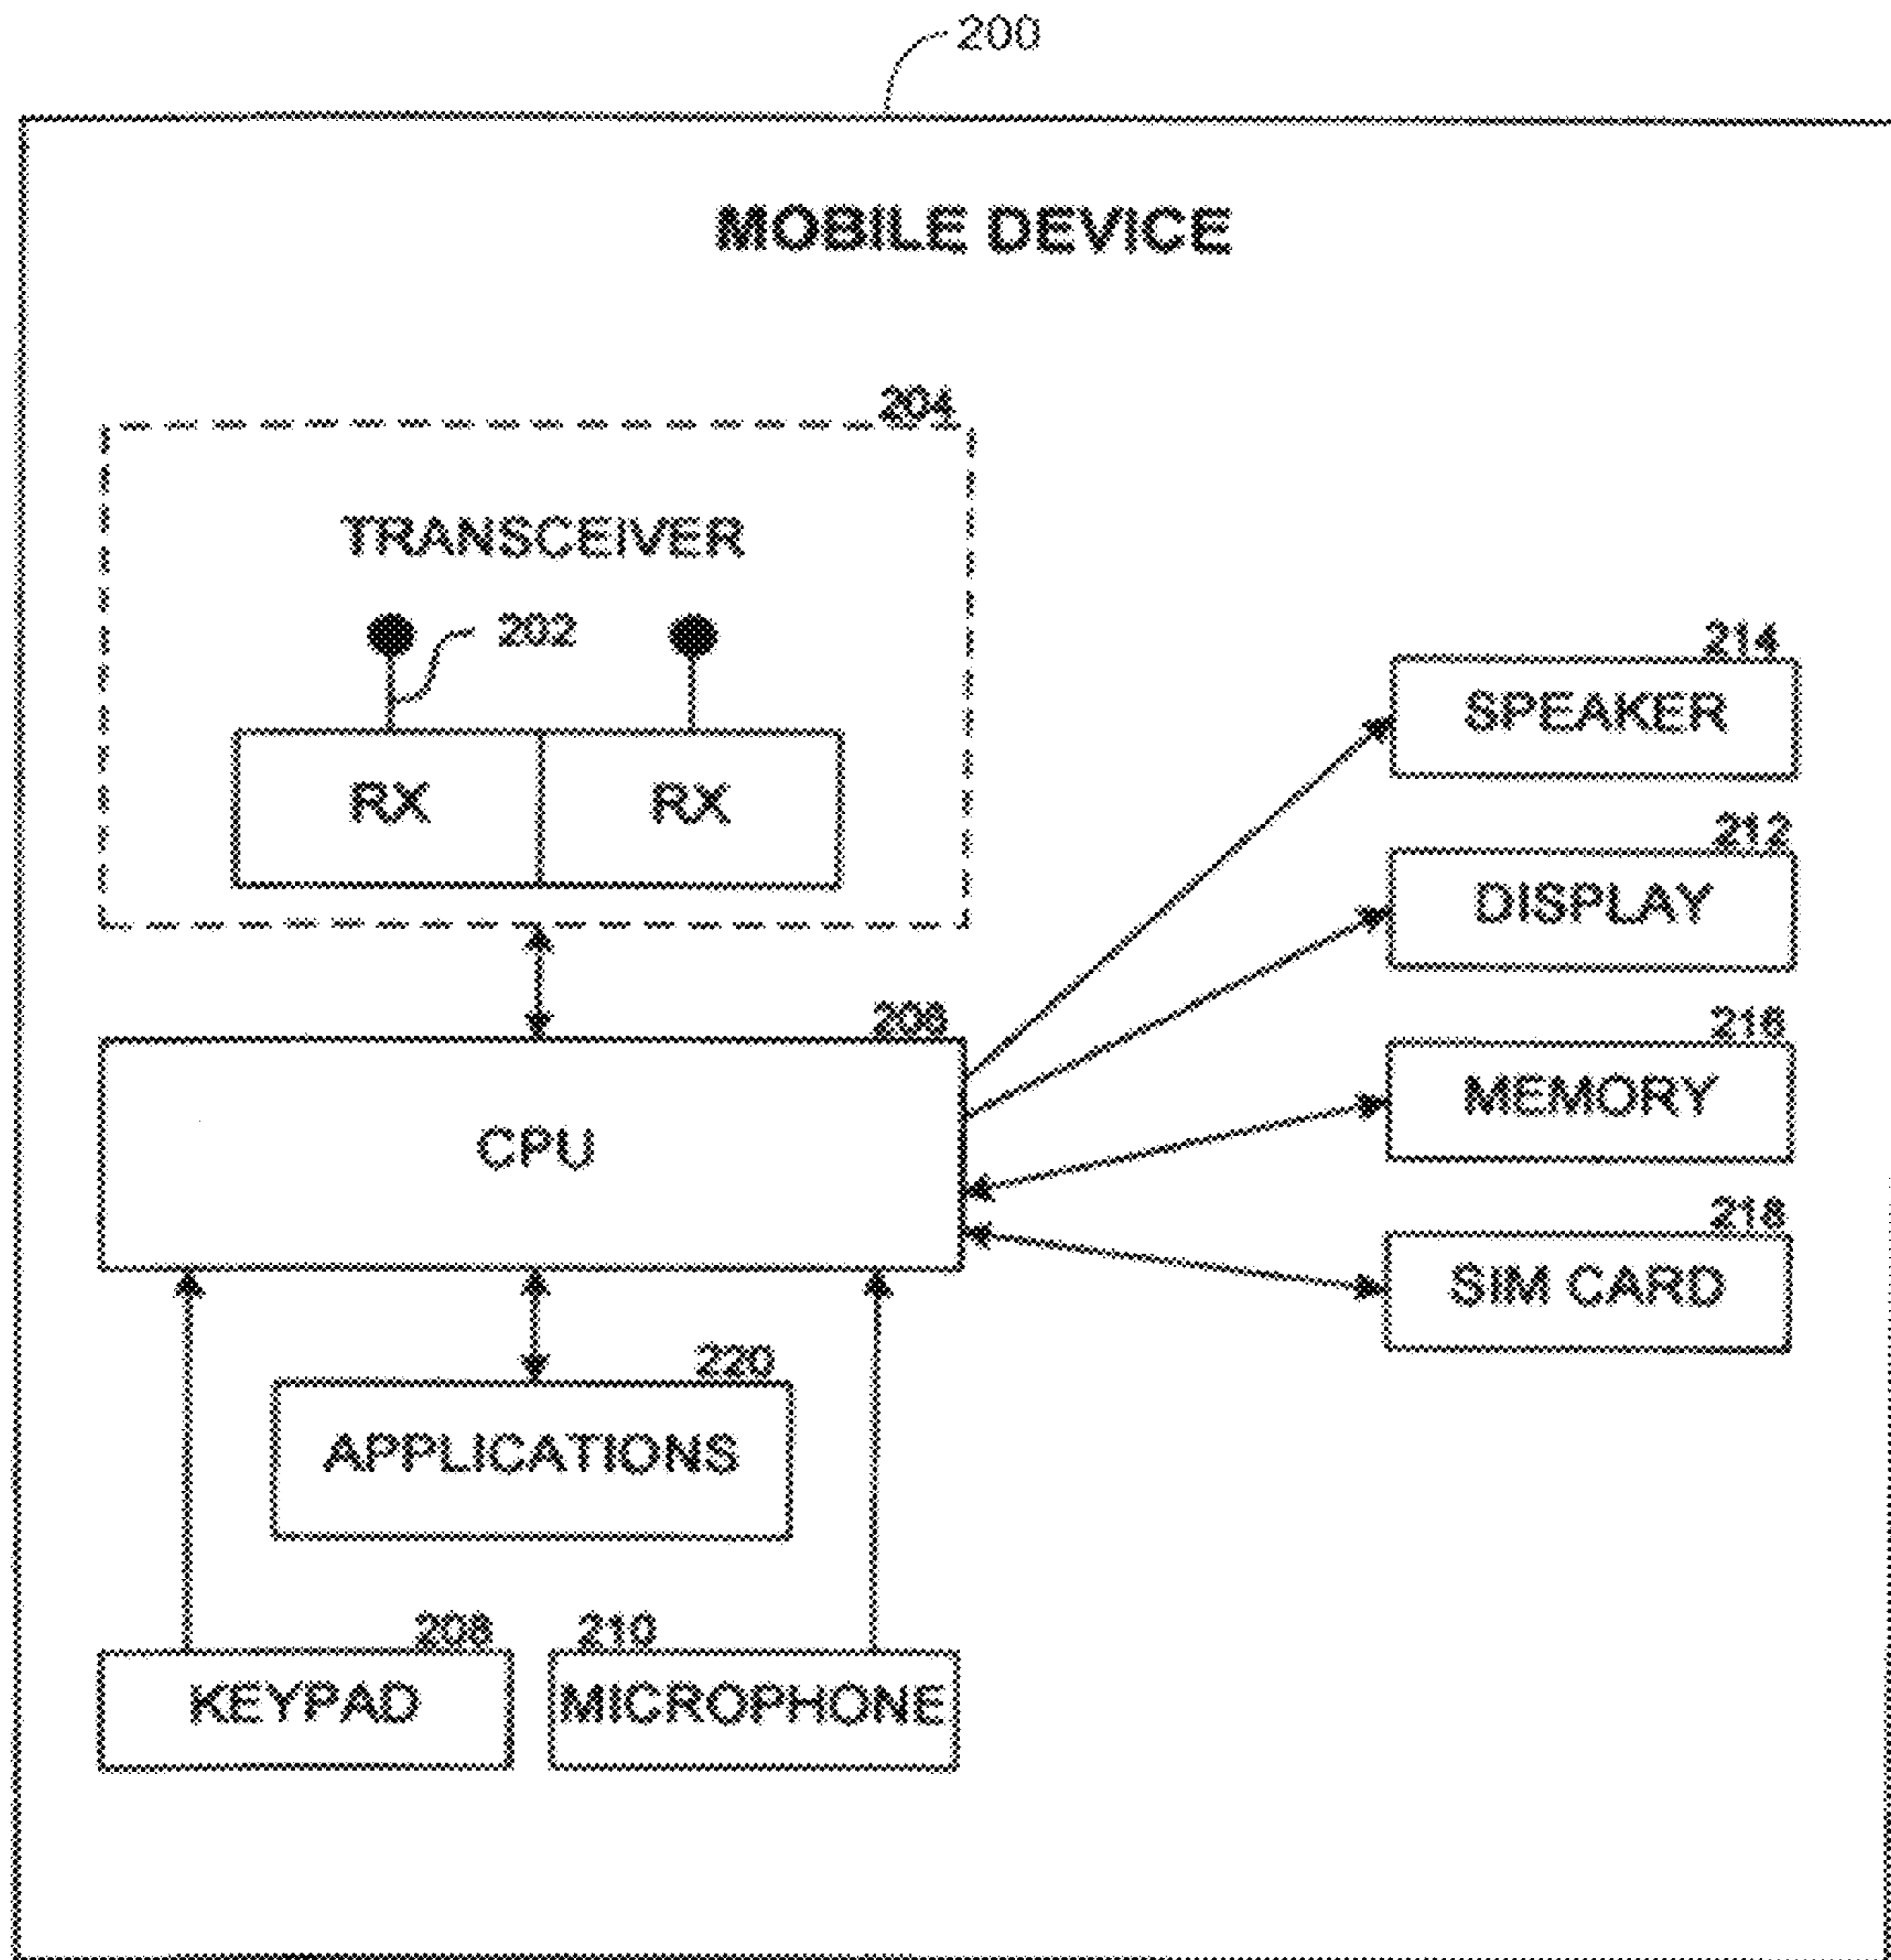 200
MOBILE DEVICE
204
TRANSCEIVER
202
RX RX
214
SPEAKER
212
DISPLAY
206
CPU
216
MEMORY
218
SIM CARD
220
APPLICATIONS
208
KEYPAD
210
MICROPHONE